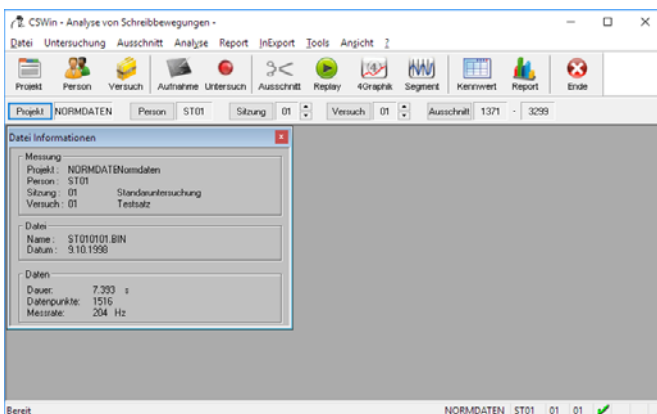 CSWin - Analyse von Schreibbewegungen -
Datei Untersuchung Ausschnitt Analyse Report InExport Tools Ansicht ?
Projekt Person Versuch Aufnahme Untersuch Ausschnitt Replay 4Graphik Segment Kennwert Report Ende
Projekt NORMDATEN Person ST01 Sitzung 01 Versuch 01 Ausschnitt 1371 - 3299
Datei Informationen
Messung
Projekt: NORMDATENormdaten
Person: ST01
Sitzung: 01 Standaruntersuchung
Versuch: 01 Testsatz
Datei
Name: ST010101.BIN
Datum: 9.10.1998
Daten
Dauer: 7.393 s
Datenpunkte: 1516
Messrate: 204 Hz
Bereit NORMDATEN ST01 01 01